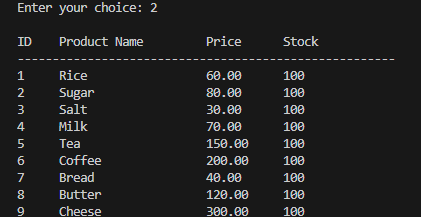 Enter your choice: 2
ID Product Name Price Stock
------------------------------------------------------
1 Rice 60.00 100
2 Sugar 80.00 100
3 Salt 30.00 100
4 Milk 70.00 100
5 Tea 150.00 100
6 Coffee 200.00 100
7 Bread 40.00 100
8 Butter 120.00 100
9 Cheese 300.00 100